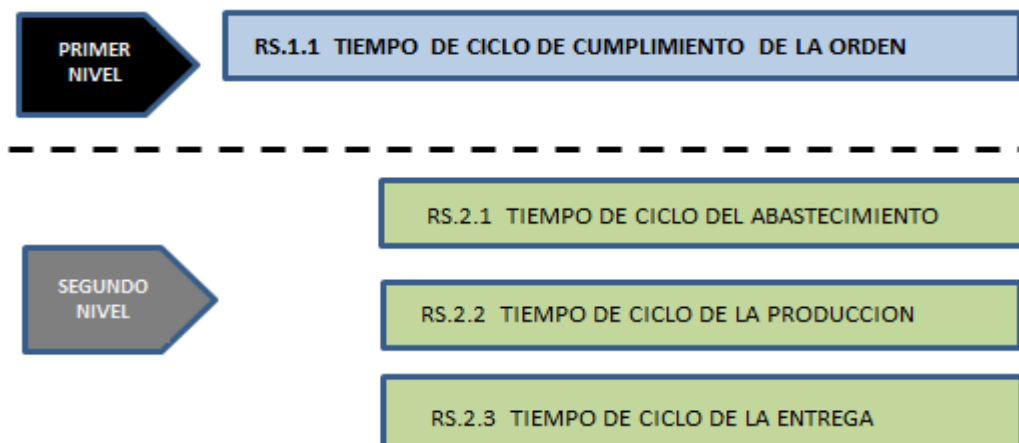 PRIMER
NIVEL
RS.1.1 TIEMPO DE CICLO DE CUMPLIMIENTO DE LA ORDEN
RS.2.1 TIEMPO DE CICLO DEL ABASTECIMIENTO
SEGUNDO
NIVEL
RS.2.2 TIEMPO DE CICLO DE LA PRODUCCION
RS.2.3 TIEMPO DE CICLO DE LA ENTREGA